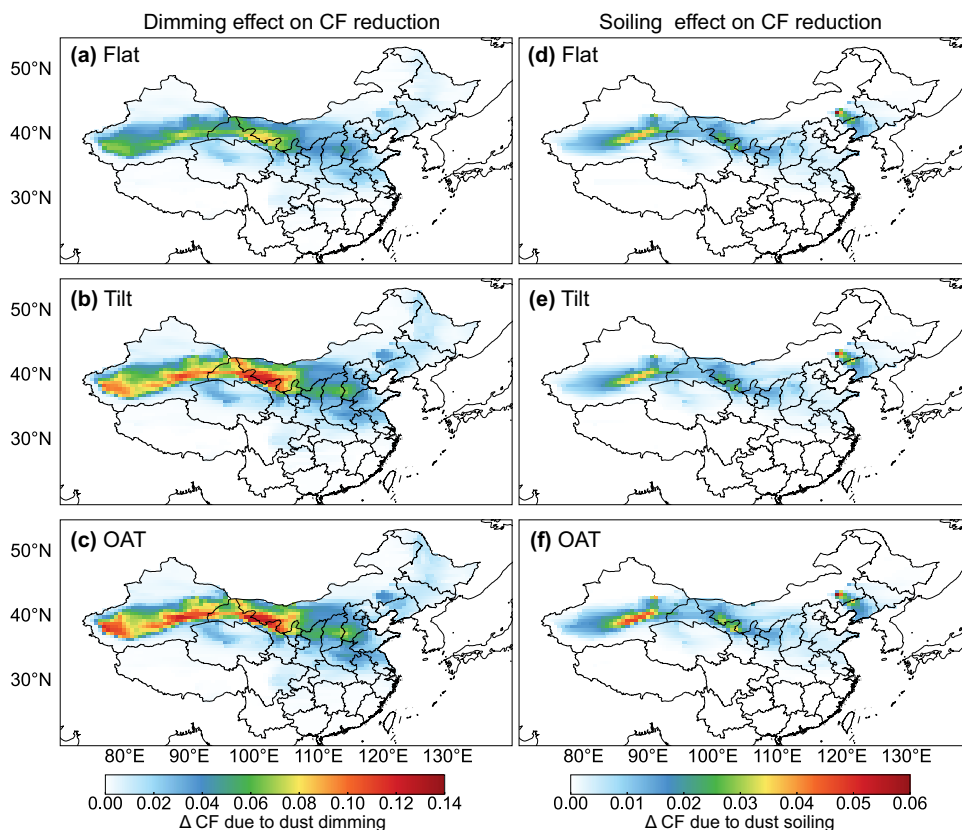 Dimming effect on CF reduction
Soiling effect on CF reduction
(a) Flat
(d) Flat
50°N
40°N
30°N
(b) Tilt
(e) Tilt
50°N
40°N
30°N
(c) OAT
(f) OAT
50°N
40°N
30°N
80°E 90°E 100°E 110°E 120°E 130°E
80°E 90°E 100°E 110°E 120°E 130°E
0.00 0.02 0.04 0.06 0.08 0.10 0.12 0.14
0.00 0.01 0.02 0.03 0.04 0.05 0.06
Δ CF due to dust dimming
Δ CF due to dust soiling